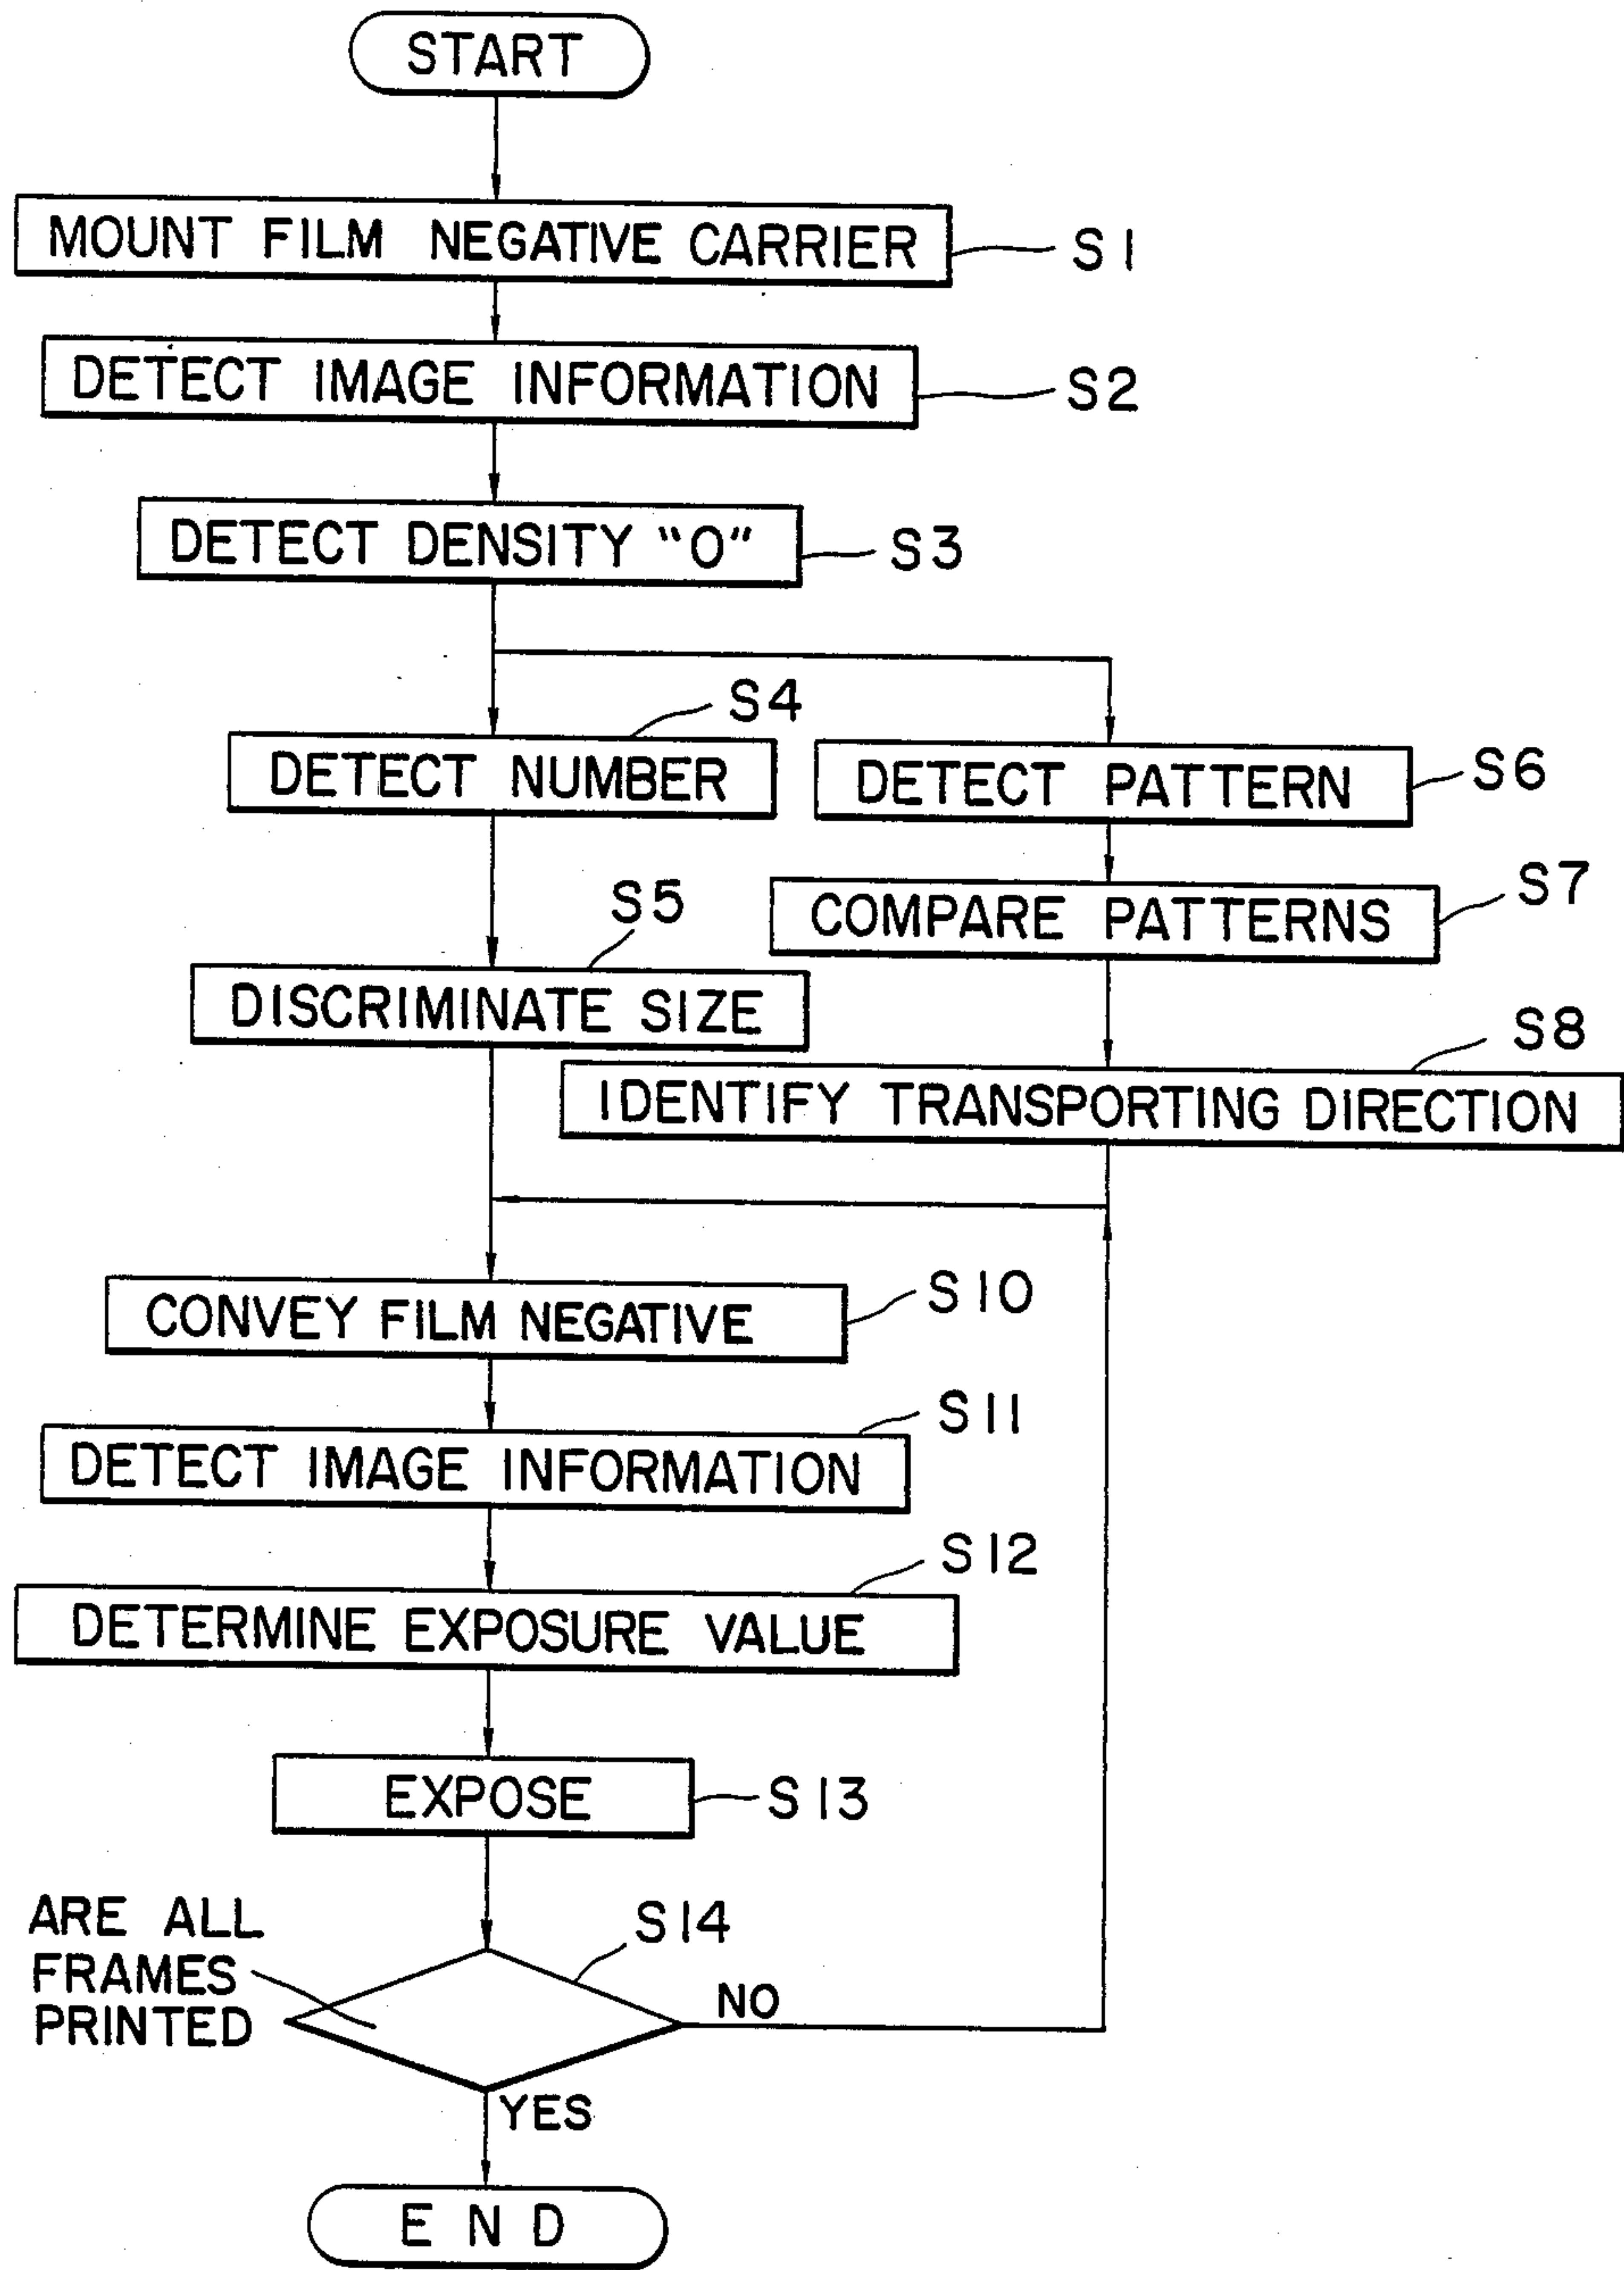 START
MOUNT FILM NEGATIVE CARRIER
S1
DETECT IMAGE INFORMATION
S2
DETECT DENSITY "O"
S3
S4
DETECT NUMBER
DETECT PATTERN
S6
S5
COMPARE PATTERNS
S7
DISCRIMINATE SIZE
S8
IDENTIFY TRANSPORTING DIRECTION
CONVEY FILM NEGATIVE
S10
S11
DETECT IMAGE INFORMATION
S12
DETERMINE EXPOSURE VALUE
EXPOSE
S13
ARE ALL
FRAMES
PRINTED
S14
NO
YES
END